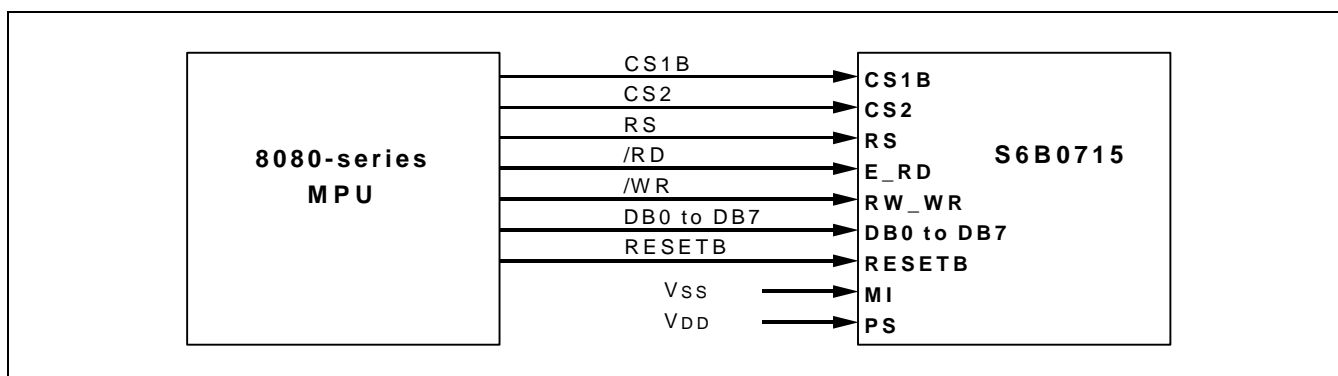 8080-series
MPU
CS1B
CS2
RS
/RD
/WR
DB0 to DB7
RESETB
VSS
VDD
CS1B
CS2
RS
E_RD
RW_WR
DB0 to DB7
RESETB
MI
PS
S6B0715